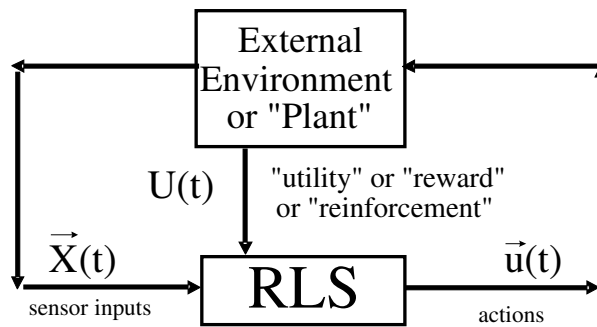 External
Environment
or "Plant"
U(t)
"utility" or "reward"
or "reinforcement"
X(t)
RLS
u(t)
sensor inputs
actions